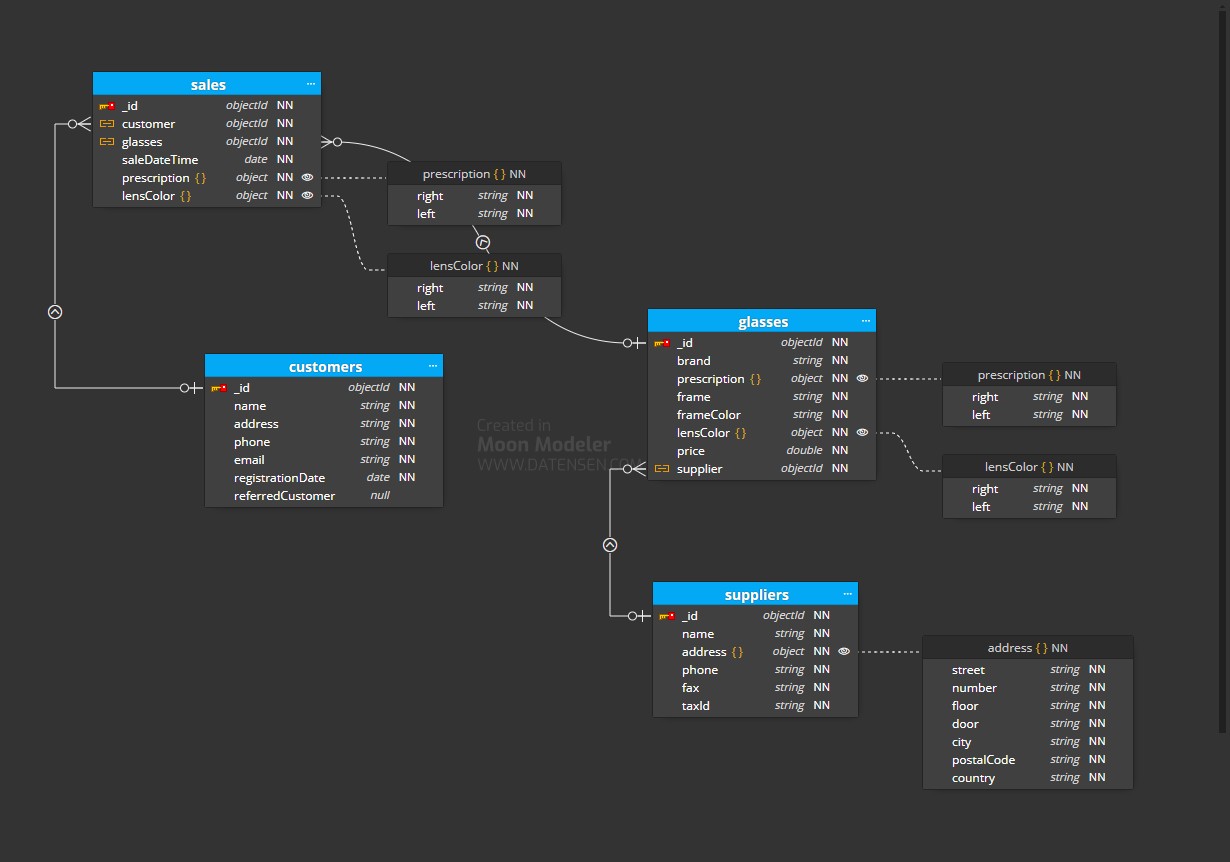 sales ...
_id objectId NN
customer objectId NN
glasses objectId NN
saleDateTime date NN
prescription { } object NN
lensColor { } object NN
prescription { } NN
right string NN
left string NN
lensColor { } NN
right string NN
left string NN
customers ...
_id objectId NN
name string NN
address string NN
phone string NN
email string NN
registrationDate date NN
referredCustomer null
Created in
Moon Modeler
WWW.DATENSEN.COM
glasses ...
_id objectId NN
brand string NN
prescription { } object NN
frame string NN
frameColor string NN
lensColor { } object NN
price double NN
supplier objectId NN
prescription { } NN
right string NN
left string NN
lensColor { } NN
right string NN
left string NN
suppliers ...
_id objectId NN
name string NN
address { } object NN
phone string NN
fax string NN
taxId string NN
address { } NN
street string NN
number string NN
floor string NN
door string NN
city string NN
postalCode string NN
country string NN